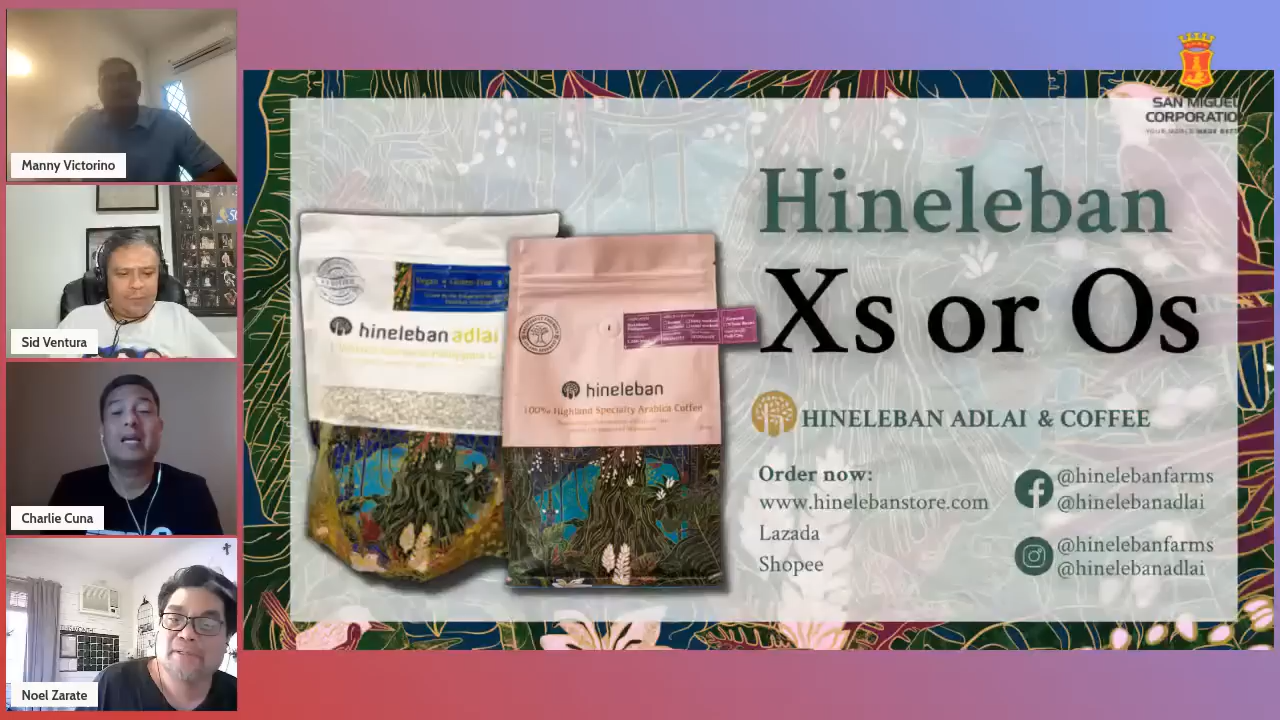 Manny Victorino
Sid Ventura
Charlie Cuna
Noel Zarate
SAN MIGUEL
CORPORATIO
Hineleban
Xs or Os
HINELEBAN ADLAI & COFFEE
Order now:
www.hinelebanstore.com
Lazada
Shopee
@hinelebanfarms
@hinelebanadlai
@hinelebanfarms
@hinelebanadlai
Vegan + Gluten-Free
hineleban adlai
hineleban
100% Highland Specialty Arabica Coffee